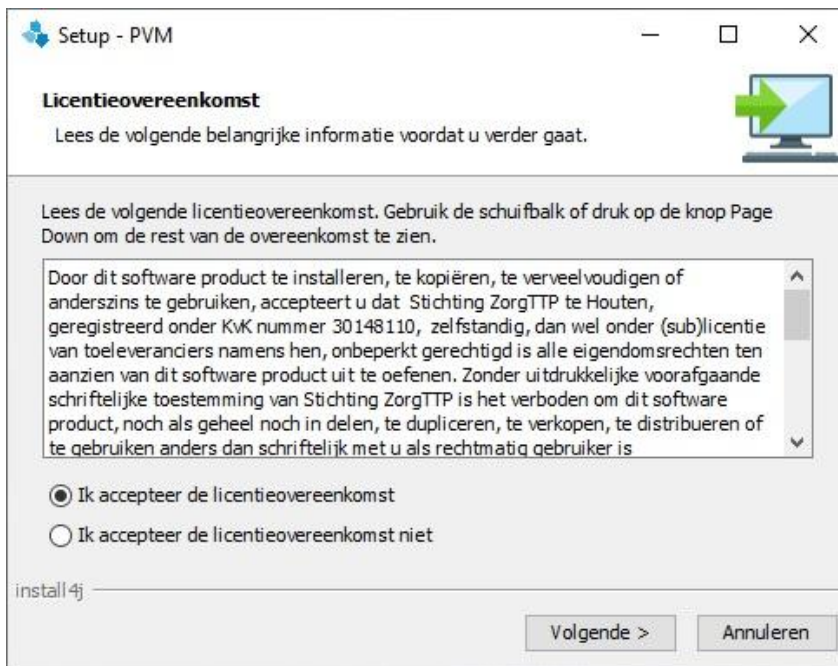 Setup - PVM
Licentieovereenkomst
Lees de volgende belangrijke informatie voordat u verder gaat.
Lees de volgende licentieovereenkomst. Gebruik de schuifbalk of druk op de knop Page
Down om de rest van de overeenkomst te zien.
Door dit software product te installeren, te kopiëren, te verveelvoudigen of
anderszins te gebruiken, accepteert u dat Stichting ZorgTTP te Houten,
geregistreerd onder KvK nummer 30148110, zelfstandig, dan wel onder (sub)licentie
van toeleveranciers namens hen, onbeperkt gerechtigd is alle eigendomsrechten ten
aanzien van dit software product uit te oefenen. Zonder uitdrukkelijke voorafgaande
schriftelijke toestemming van Stichting ZorgTTP is het verboden om dit software
product, noch als geheel noch in delen, te dupliceren, te verkopen, te distribueren of
te gebruiken anders dan schriftelijk met u als rechtmatig gebruiker is
Ik accepteer de licentieovereenkomst
Ik accepteer de licentieovereenkomst niet
install4j
Volgende >
Annuleren